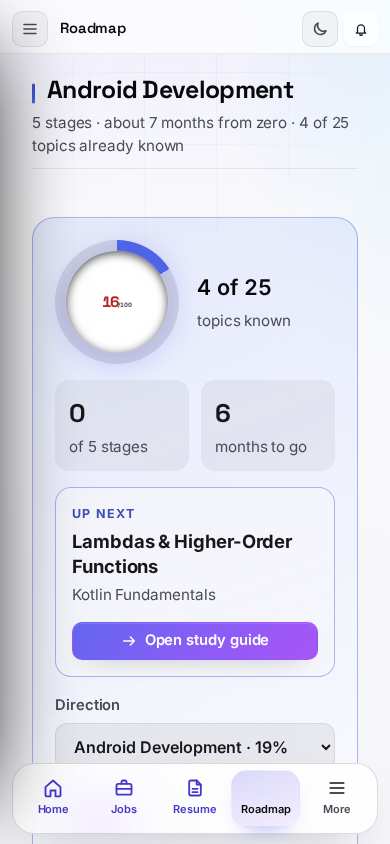 Roadmap
Android Development
5 stages · about 7 months from zero · 4 of 25
topics already known
16/100
4 of 25
topics known
0
of 5 stages
6
months to go
UP NEXT
Lambdas & Higher-Order
Functions
Kotlin Fundamentals
→ Open study guide
Direction
Android Development · 19%
Home
Jobs
Resume
Roadmap
More